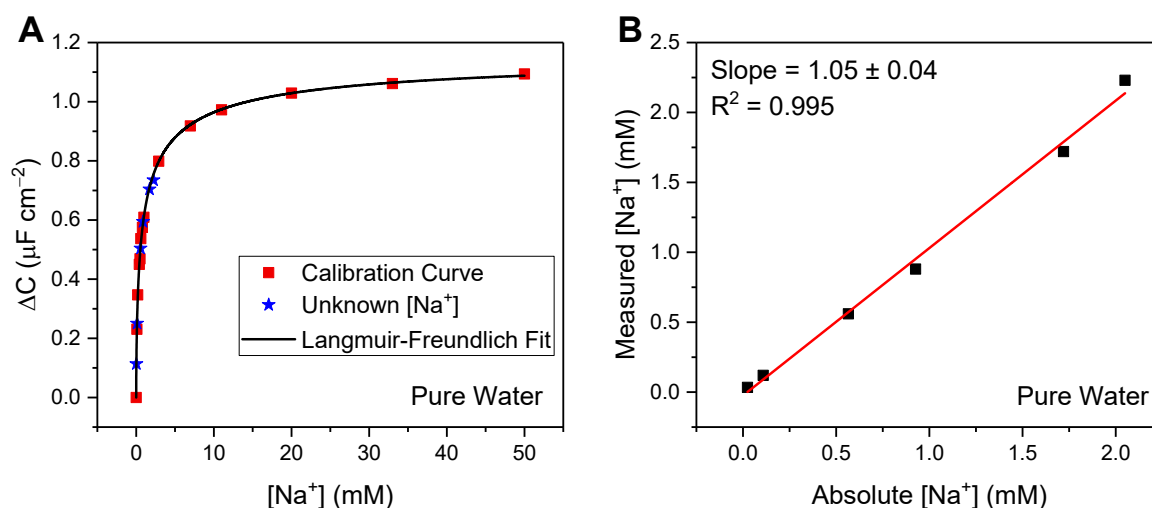 A
1.2
1.0
0.8
0.6
0.4
0.2
0.0
ΔC (μF cm⁻²)
Calibration Curve
Unknown [Na⁺]
Langmuir-Freundlich Fit
Pure Water
0 10 20 30 40 50
[Na⁺] (mM)
B
2.5
2.0
1.5
1.0
0.5
0.0
Measured [Na⁺] (mM)
Slope = 1.05 ± 0.04
R² = 0.995
Pure Water
0.0 0.5 1.0 1.5 2.0
Absolute [Na⁺] (mM)